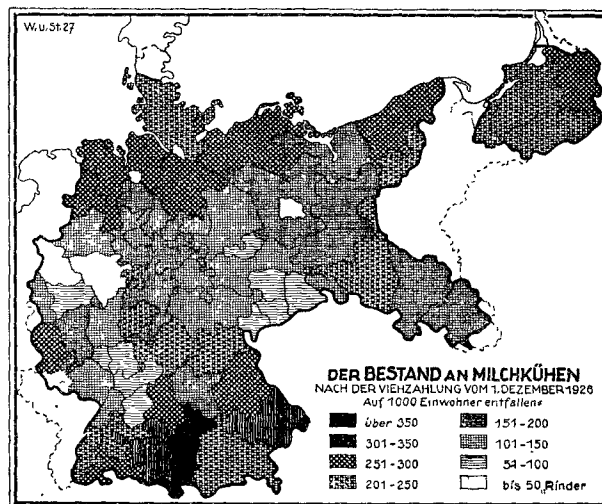 W.u.St.27
DER BESTAND AN MILCHKÜHEN
NACH DER VIEHZÄHLUNG VOM 1. DEZEMBER 1926
Auf 1000 Einwohner entfallen:
über 350
301-350
251-300
201-250
151-200
101-150
51-100
bis 50 Rinder